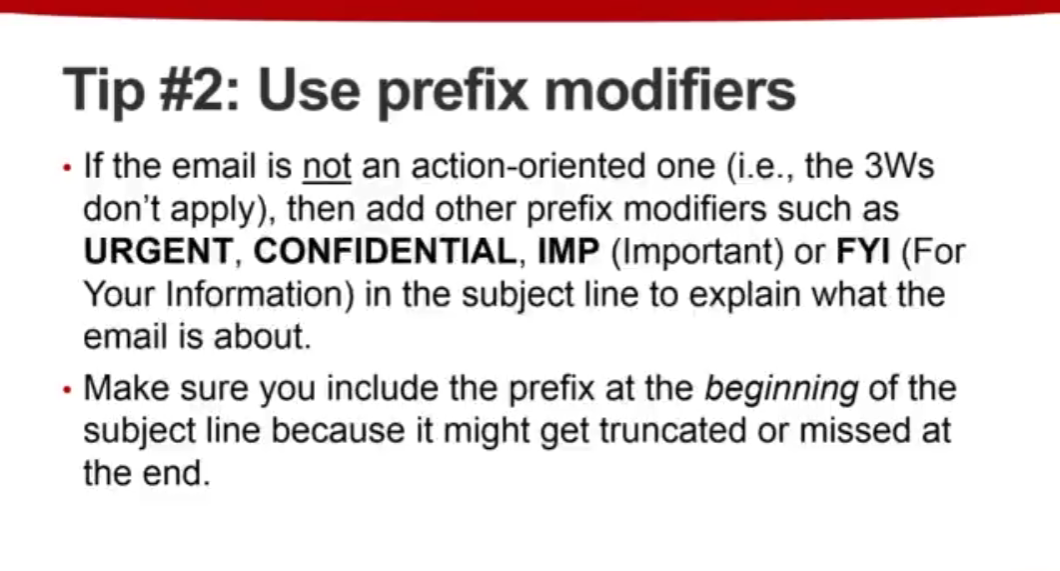 Tip #2: Use prefix modifiers
• If the email is not an action-oriented one (i.e., the 3Ws
don’t apply), then add other prefix modifiers such as
URGENT, CONFIDENTIAL, IMP (Important) or FYI (For
Your Information) in the subject line to explain what the
email is about.
• Make sure you include the prefix at the beginning of the
subject line because it might get truncated or missed at
the end.